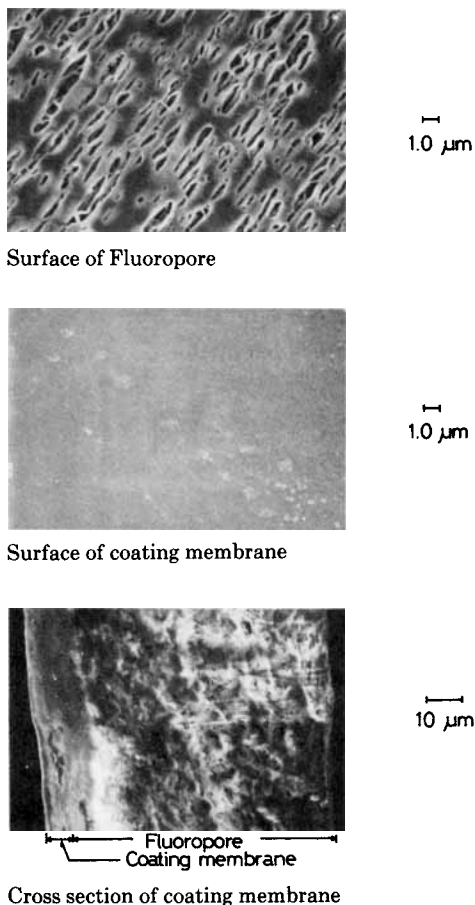 1.0 µm
Surface of Fluoropore
1.0 µm
Surface of coating membrane
10 µm
Fluoropore
Coating membrane
Cross section of coating membrane